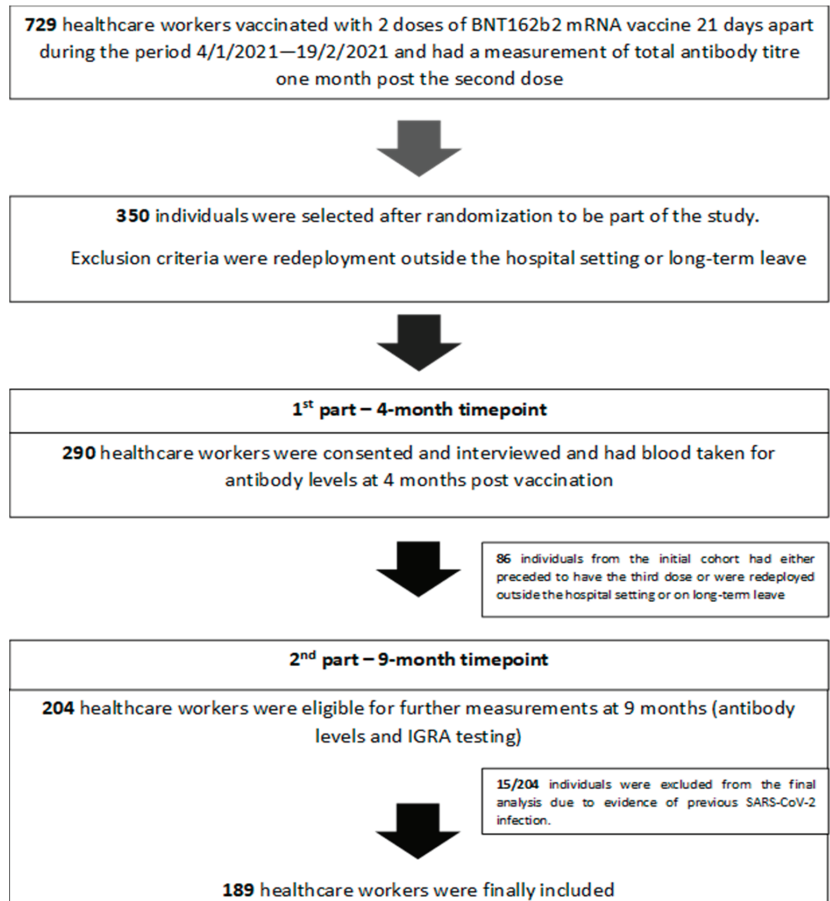 729 healthcare workers vaccinated with 2 doses of BNT162b2 mRNA vaccine 21 days apart
during the period 4/1/2021—19/2/2021 and had a measurement of total antibody titre
one month post the second dose
350 individuals were selected after randomization to be part of the study.
Exclusion criteria were redeployment outside the hospital setting or long-term leave
1st part – 4-month timepoint
290 healthcare workers were consented and interviewed and had blood taken for
antibody levels at 4 months post vaccination
86 individuals from the initial cohort had either
preceded to have the third dose or were redeployed
outside the hospital setting or on long-term leave
2nd part – 9-month timepoint
204 healthcare workers were eligible for further measurements at 9 months (antibody
levels and IGRA testing)
15/204 individuals were excluded from the final
analysis due to evidence of previous SARS-CoV-2
infection.
189 healthcare workers were finally included